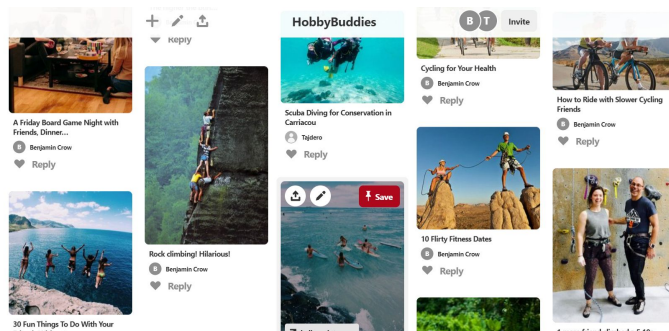 HobbyBuddies
B
T
Invite
A Friday Board Game Night with
Friends, Dinner...
B Benjamin Crow
Reply
30 Fun Things To Do With Your
Reply
Rock climbing! Hilarious!
B Benjamin Crow
Reply
Scuba Diving for Conservation in
Carriacou
Tajdero
Reply
Save
Cycling for Your Health
B Benjamin Crow
Reply
10 Flirty Fitness Dates
B Benjamin Crow
Reply
How to Ride with Slower Cycling
Friends
B Benjamin Crow
Reply